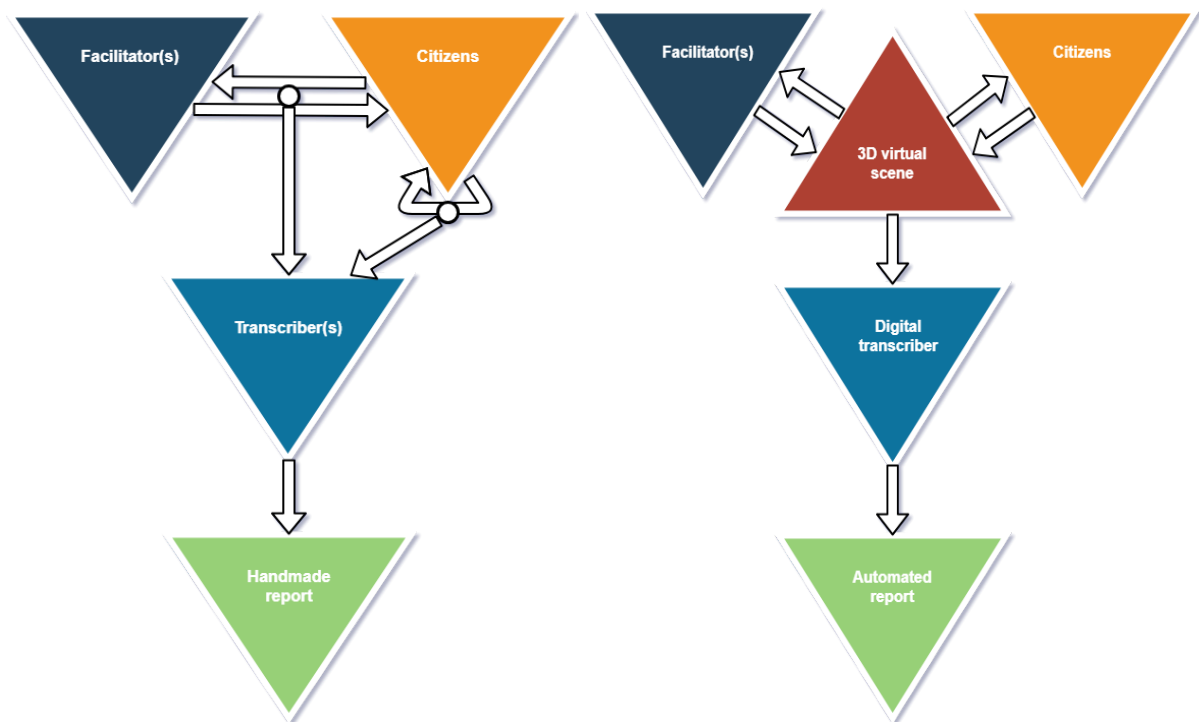 Facilitator(s)
Citizens
Transcriber(s)
Handmade
report
Facilitator(s)
Citizens
3D virtual
scene
Digital
transcriber
Automated
report